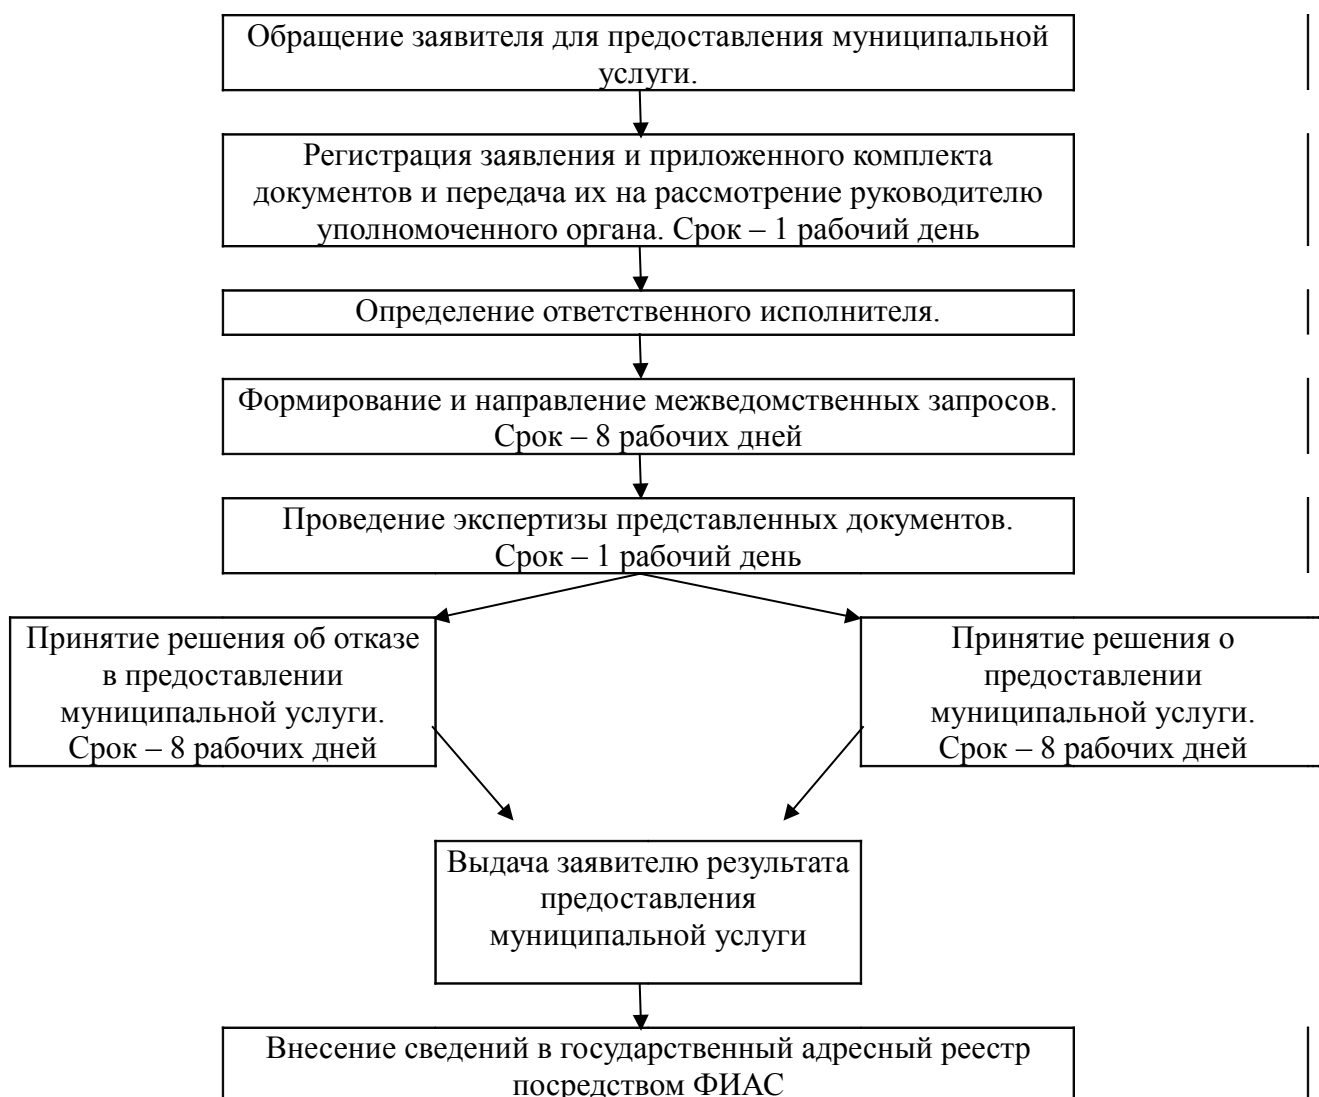 Обращение заявителя для предоставления муниципальной
услуги.
Регистрация заявления и приложенного комплекта
документов и передача их на рассмотрение руководителю
уполномоченного органа. Срок – 1 рабочий день
Определение ответственного исполнителя.
Формирование и направление межведомственных запросов.
Срок – 8 рабочих дней
Проведение экспертизы представленных документов.
Срок – 1 рабочий день
Принятие решения об отказе
в предоставлении
муниципальной услуги.
Срок – 8 рабочих дней
Принятие решения о
предоставлении
муниципальной услуги.
Срок – 8 рабочих дней
Выдача заявителю результата
предоставления
муниципальной услуги
Внесение сведений в государственный адресный реестр
посредством ФИАС